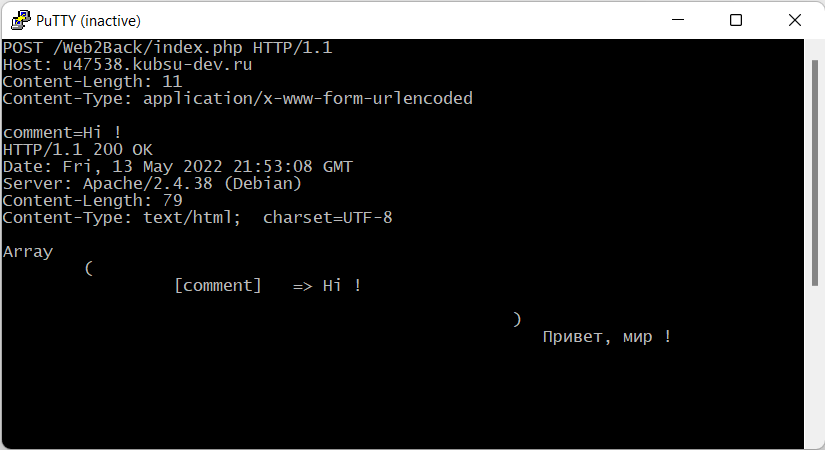 PuTTY (inactive)
POST /Web2Back/index.php HTTP/1.1
Host: u47538.kubsu-dev.ru
Content-Length: 11
Content-Type: application/x-www-form-urlencoded
comment=Hi !
HTTP/1.1 200 OK
Date: Fri, 13 May 2022 21:53:08 GMT
Server: Apache/2.4.38 (Debian)
Content-Length: 79
Content-Type: text/html;  charset=UTF-8
Array
(
[comment]   => Hi !
)
Привет, мир !